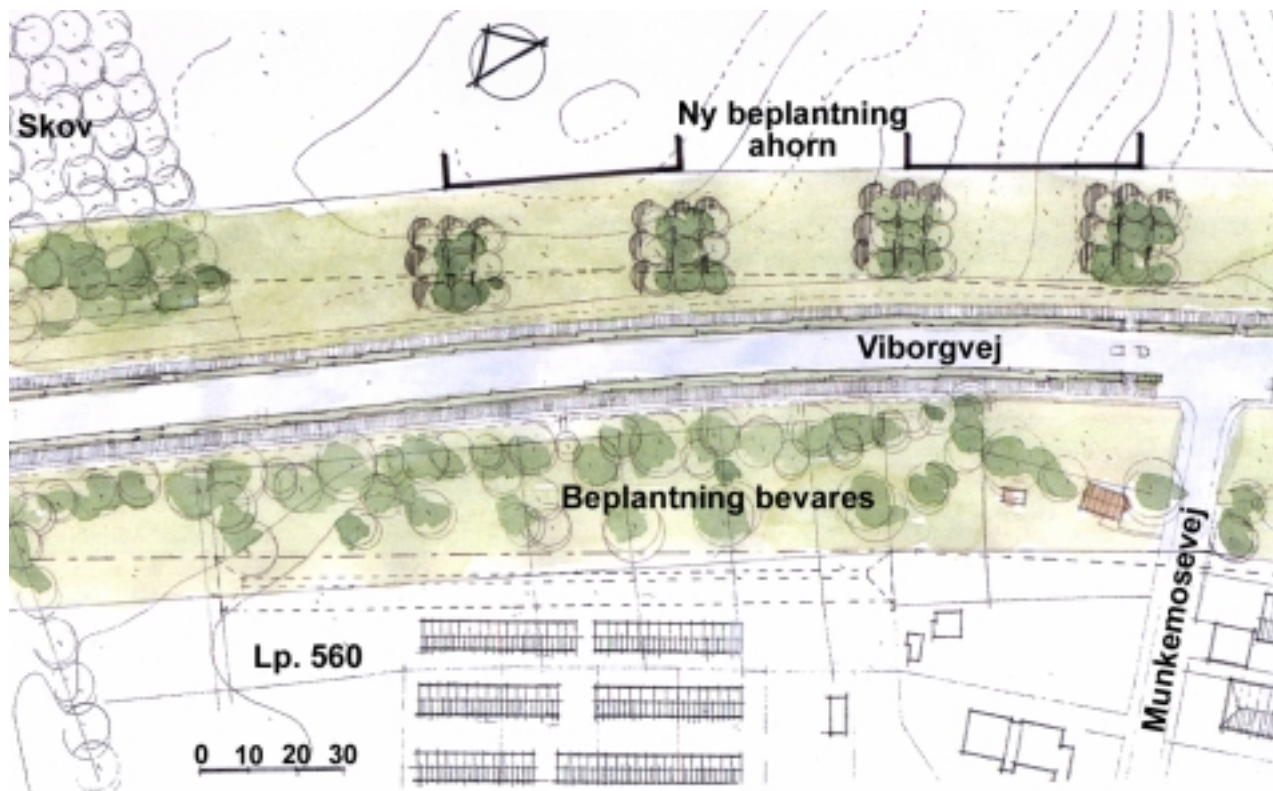 Skov
Ny beplantning
ahorn
Viborgvej
Beplantning bevares
Munkemosevej
Lp. 560
0 10 20 30